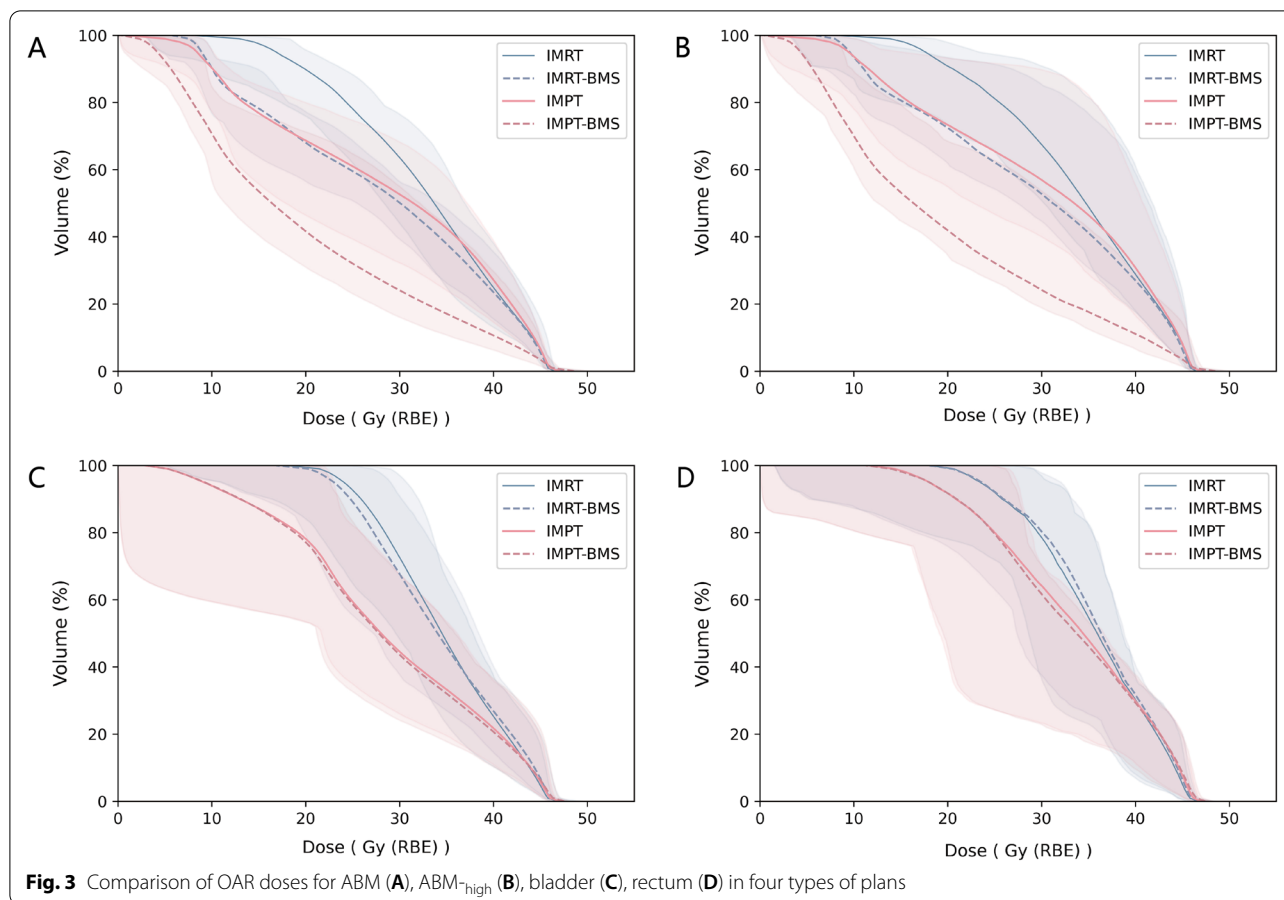 A
100
80
60
40
20
0
Volume (%)
0 10 20 30 40 50
Dose ( Gy (RBE) )
IMRT
IMRT-BMS
IMPT
IMPT-BMS
B
100
80
60
40
20
0
Volume (%)
0 10 20 30 40 50
Dose ( Gy (RBE) )
IMRT
IMRT-BMS
IMPT
IMPT-BMS
C
100
80
60
40
20
0
Volume (%)
0 10 20 30 40 50
Dose ( Gy (RBE) )
IMRT
IMRT-BMS
IMPT
IMPT-BMS
D
100
80
60
40
20
0
Volume (%)
0 10 20 30 40 50
Dose ( Gy (RBE) )
IMRT
IMRT-BMS
IMPT
IMPT-BMS
Fig. 3 Comparison of OAR doses for ABM (A), ABM-high (B), bladder (C), rectum (D) in four types of plans